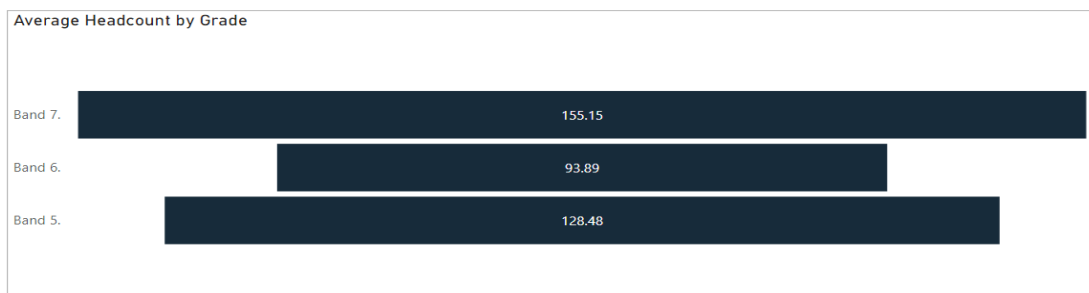 Average Headcount by Grade
Band 7.
155.15
Band 6.
93.89
Band 5.
128.48